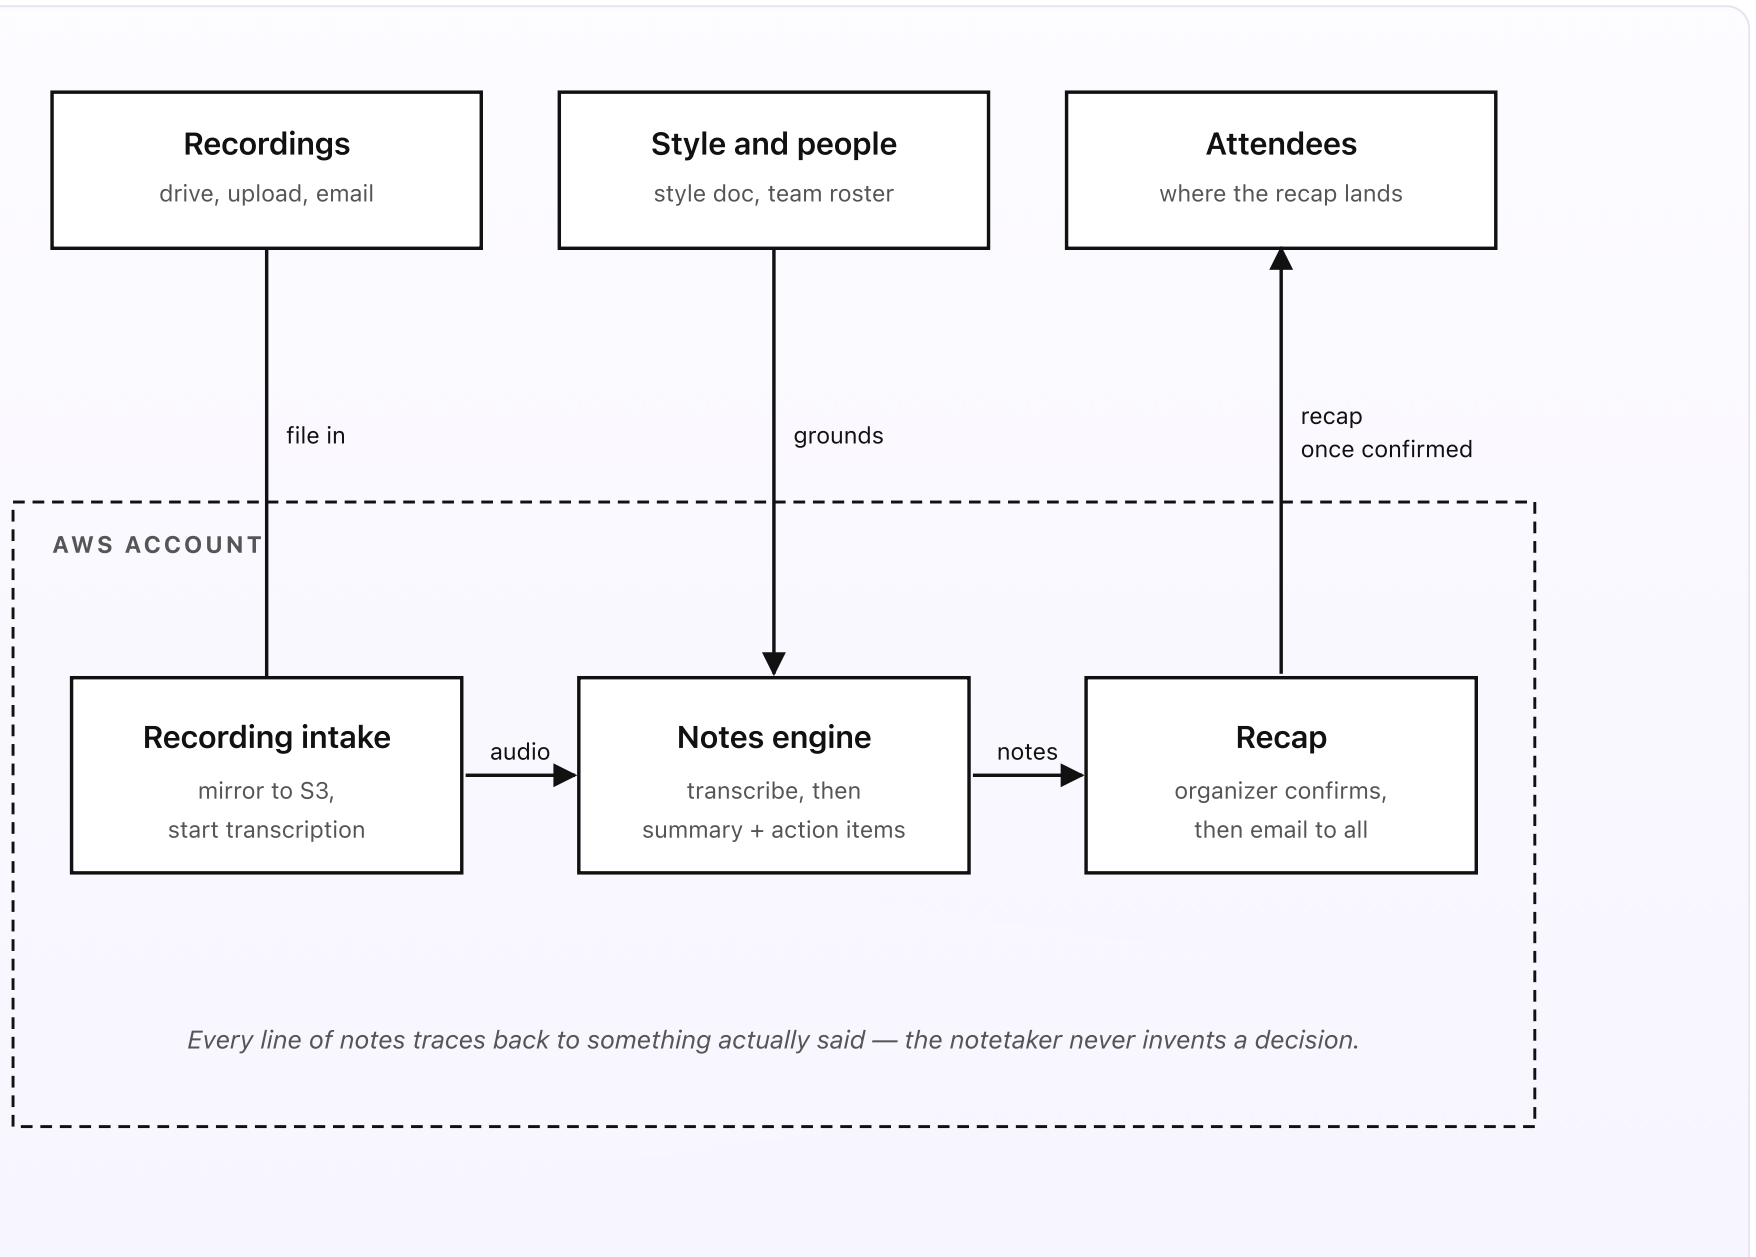 Recordings
drive, upload, email
Style and people
style doc, team roster
Attendees
where the recap lands
file in
grounds
recap
once confirmed
AWS ACCOUNT
Recording intake
mirror to S3,
start transcription
audio
Notes engine
transcribe, then
summary + action items
notes
Recap
organizer confirms,
then email to all
Every line of notes traces back to something actually said — the notetaker never invents a decision.